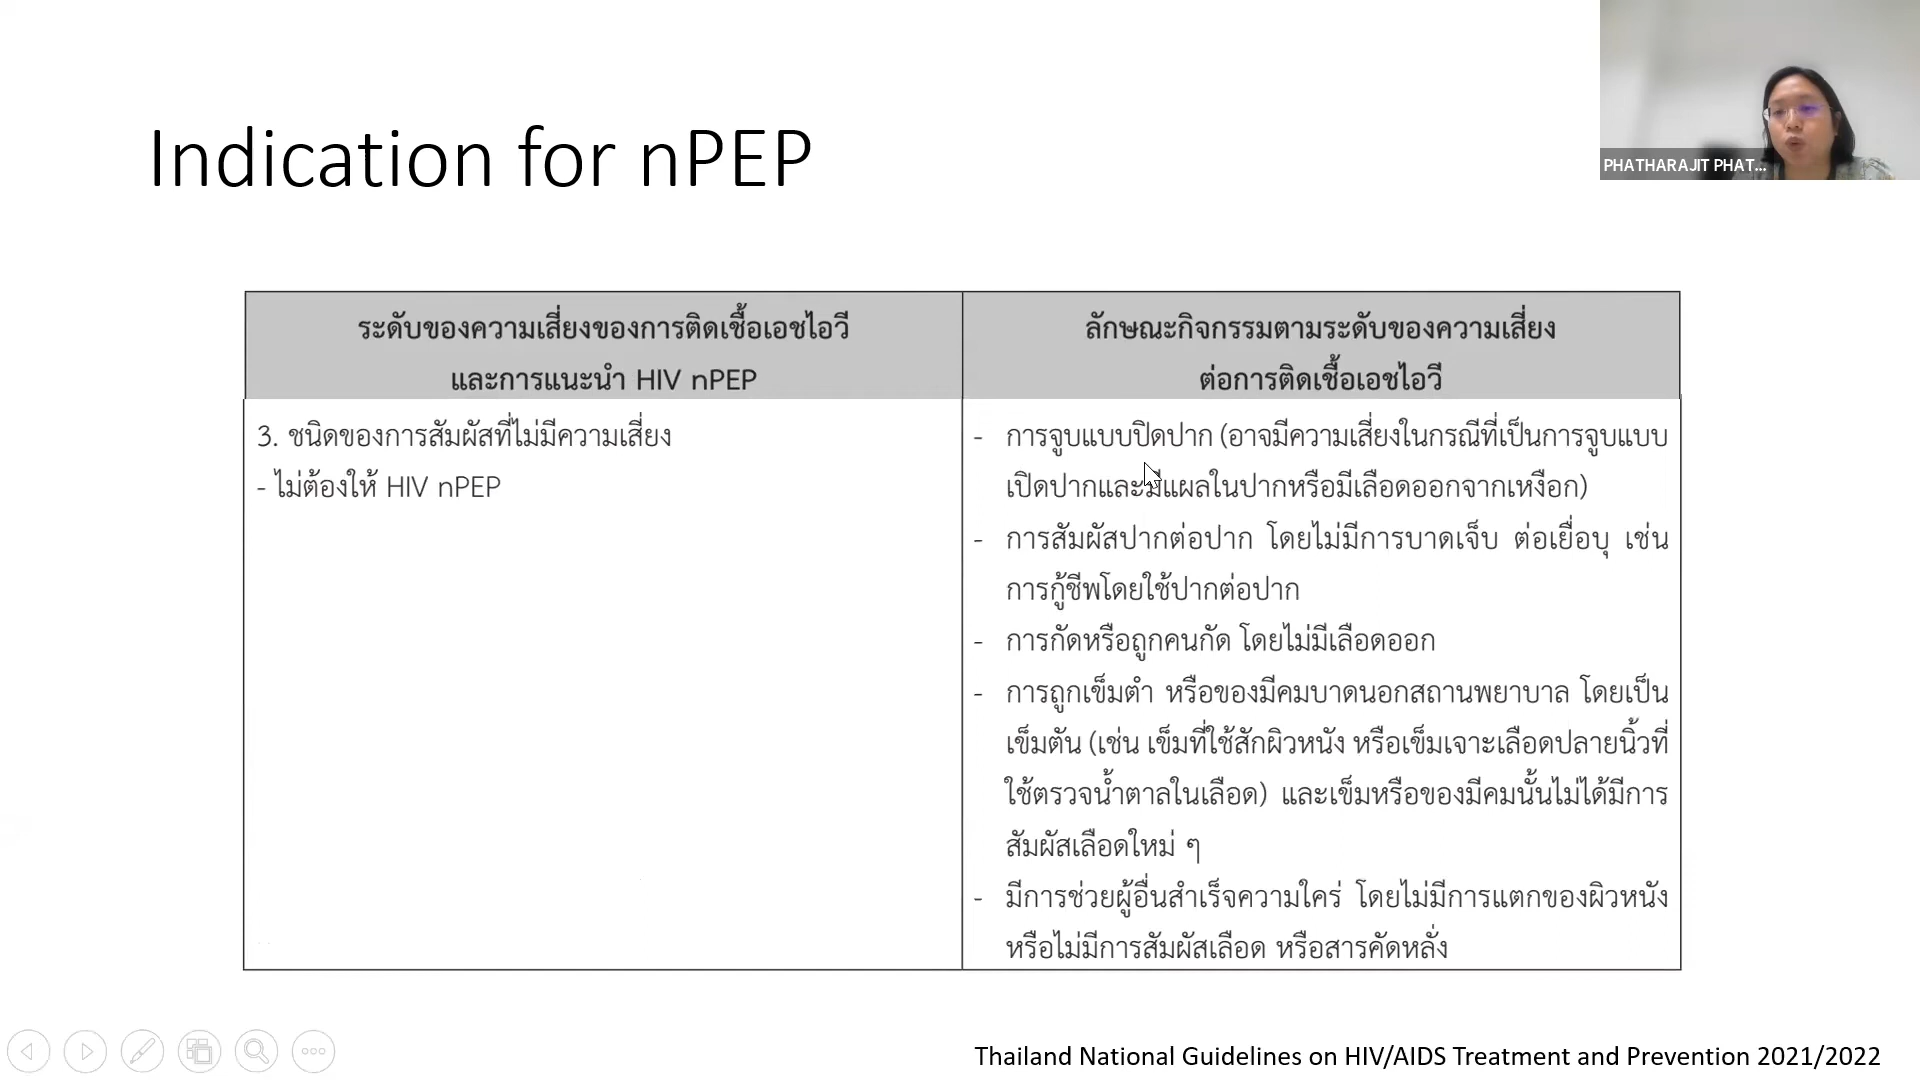 Indication for nPEP
PHATHARAJIT PHAT...
ระดับของความเสี่ยงของการติดเชื้อเอชไอวี
และการแนะนำ HIV nPEP
ลักษณะกิจกรรมตามระดับของความเสี่ยง
ต่อการติดเชื้อเอชไอวี
3. ชนิดของการสัมผัสที่ไม่มีความเสี่ยง
- ไม่ต้องให้ HIV nPEP
- การจูบแบบปิดปาก (อาจมีความเสี่ยงในกรณีที่เป็นการจูบแบบ
เปิดปากและมีแผลในปากหรือมีเลือดออกจากเหงือก)
- การสัมผัสปากต่อปาก โดยไม่มีการบาดเจ็บ ต่อเยื่อบุ เช่น
การกู้ชีพโดยใช้ปากต่อปาก
- การกัดหรือถูกคนกัด โดยไม่มีเลือดออก
- การถูกเข็มตำ หรือของมีคมบาดนอกสถานพยาบาล โดยเป็น
เข็มตัน (เช่น เข็มที่ใช้สักผิวหนัง หรือเข็มเจาะเลือดปลายนิ้วที่
ใช้ตรวจน้ำตาลในเลือด) และเข็มหรือของมีคมนั้นไม่ได้มีการ
สัมผัสเลือดใหม่ ๆ
- มีการช่วยผู้อื่นสำเร็จความใคร่ โดยไม่มีการแตกของผิวหนัง
หรือไม่มีการสัมผัสเลือด หรือสารคัดหลั่ง
Thailand National Guidelines on HIV/AIDS Treatment and Prevention 2021/2022